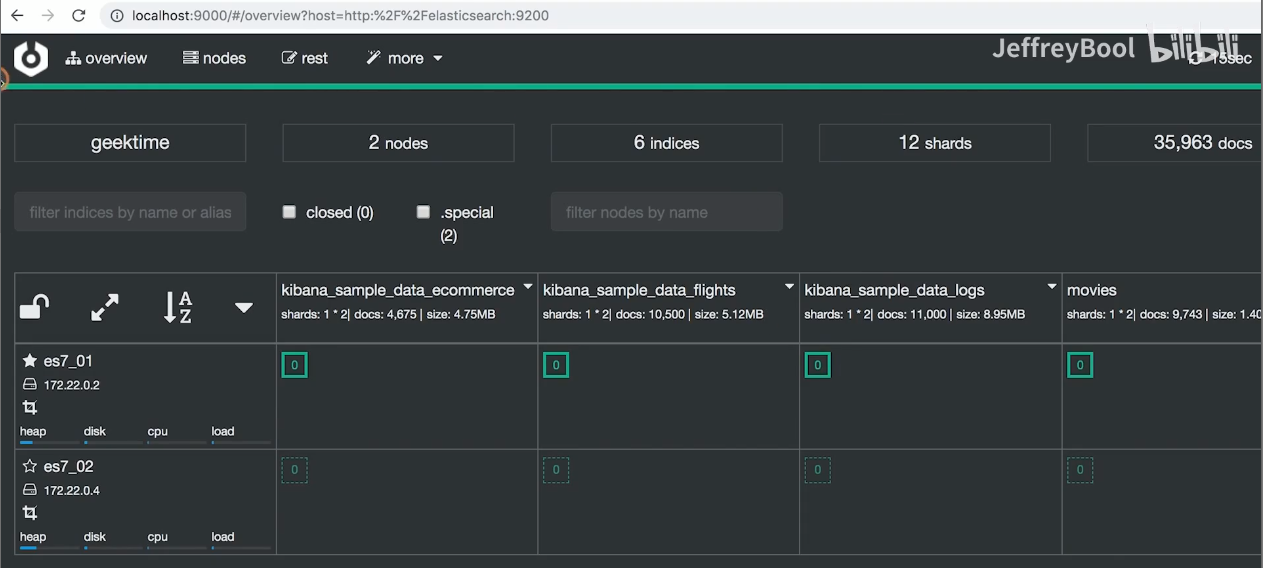 localhost:9000/#/overview?host=http:%2F%2Felasticsearch:9200
overview nodes rest more
JeffreyBool bilibili
15sec
geektime 2 nodes 6 indices 12 shards 35,963 docs
filter indices by name or alias closed (0) .special (2) filter nodes by name
kibana_sample_data_ecommerce kibana_sample_data_flights kibana_sample_data_logs movies
shards: 1 * 2| docs: 4,675 | size: 4.75MB shards: 1 * 2| docs: 10,500 | size: 5.12MB shards: 1 * 2| docs: 11,000 | size: 8.95MB shards: 1 * 2| docs: 9,743 | size: 1.40
A
Z
es7_01 0 0 0 0
172.22.0.2
heap disk cpu load
es7_02 0 0 0 0
172.22.0.4
heap disk cpu load